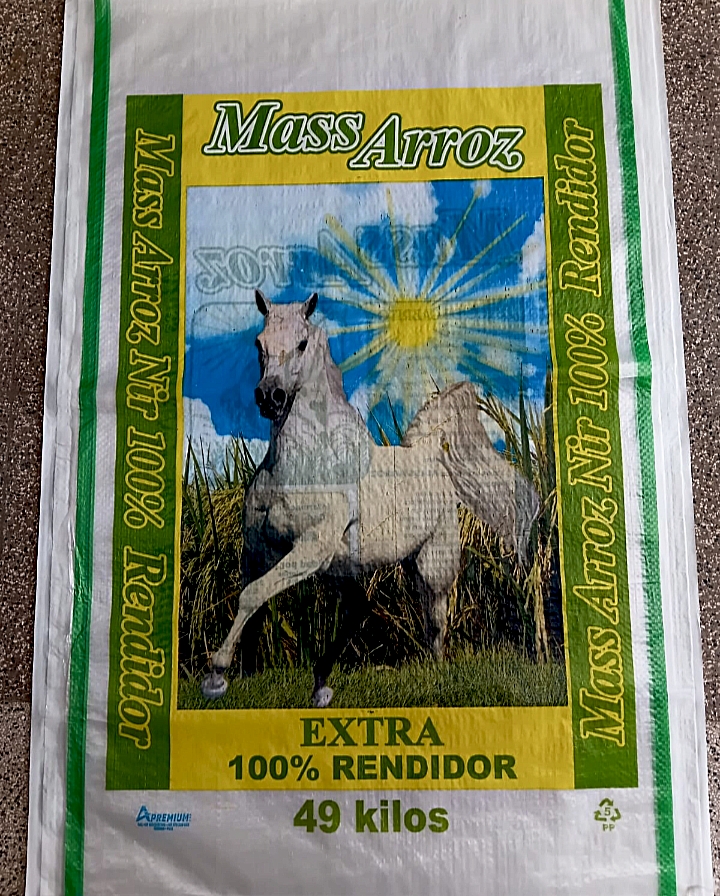 Mass Arroz
Mass Arroz Nir 100% Rendidor
Mass Arroz Nir 100% Rendidor
EXTRA
100% RENDIDOR
49 kilos
APREMIUM
5
PP